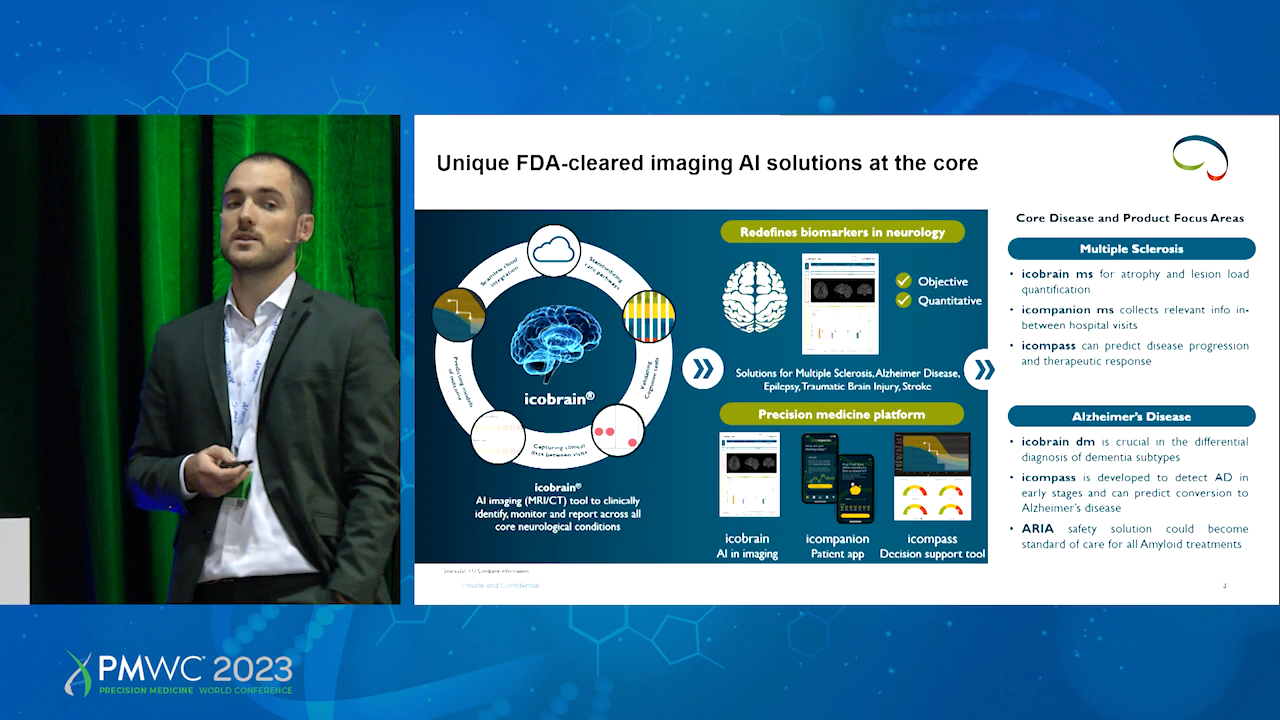 Unique FDA-cleared imaging AI solutions at the core
Seamless cloud
integration
Standardizing
care pathways
Predicting models
of outcome
Validating
Cognitive tests
Capturing clinical
data between visits
icobrain®
icobrain®
AI imaging (MRI/CT) tool to clinically
identify, monitor and report across all
core neurological conditions
Redefines biomarkers in neurology
Objective
Quantitative
Solutions for Multiple Sclerosis, Alzheimer Disease,
Epilepsy, Traumatic Brain Injury, Stroke
Precision medicine platform
icobrain
AI in imaging
icompanion
Patient app
icompass
Decision support tool
Core Disease and Product Focus Areas
Multiple Sclerosis
• icobrain ms for atrophy and lesion load
quantification
• icompanion ms collects relevant info in-
between hospital visits
• icompass can predict disease progression
and therapeutic response
Alzheimer's Disease
• icobrain dm is crucial in the differential
diagnosis of dementia subtypes
• icompass is developed to detect AD in
early stages and can predict conversion to
Alzheimer's disease
• ARIA safety solution could become
standard of care for all Amyloid treatments
Company information
Private and Confidential
3
PMWC 2023
PRECISION MEDICINE WORLD CONFERENCE